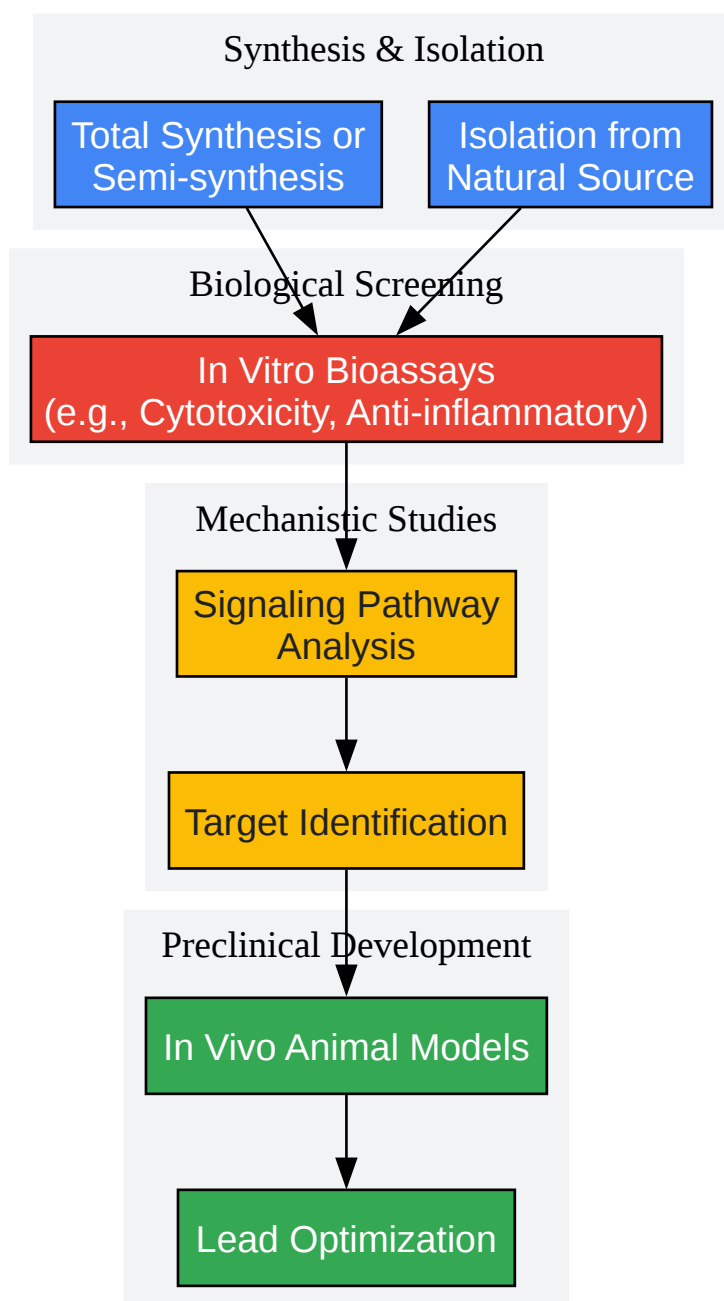 Synthesis & Isolation
Total Synthesis or
Semi-synthesis
Isolation from
Natural Source
Biological Screening
In Vitro Bioassays
(e.g., Cytotoxicity, Anti-inflammatory)
Mechanistic Studies
Signaling Pathway
Analysis
Target Identification
Preclinical Development
In Vivo Animal Models
Lead Optimization